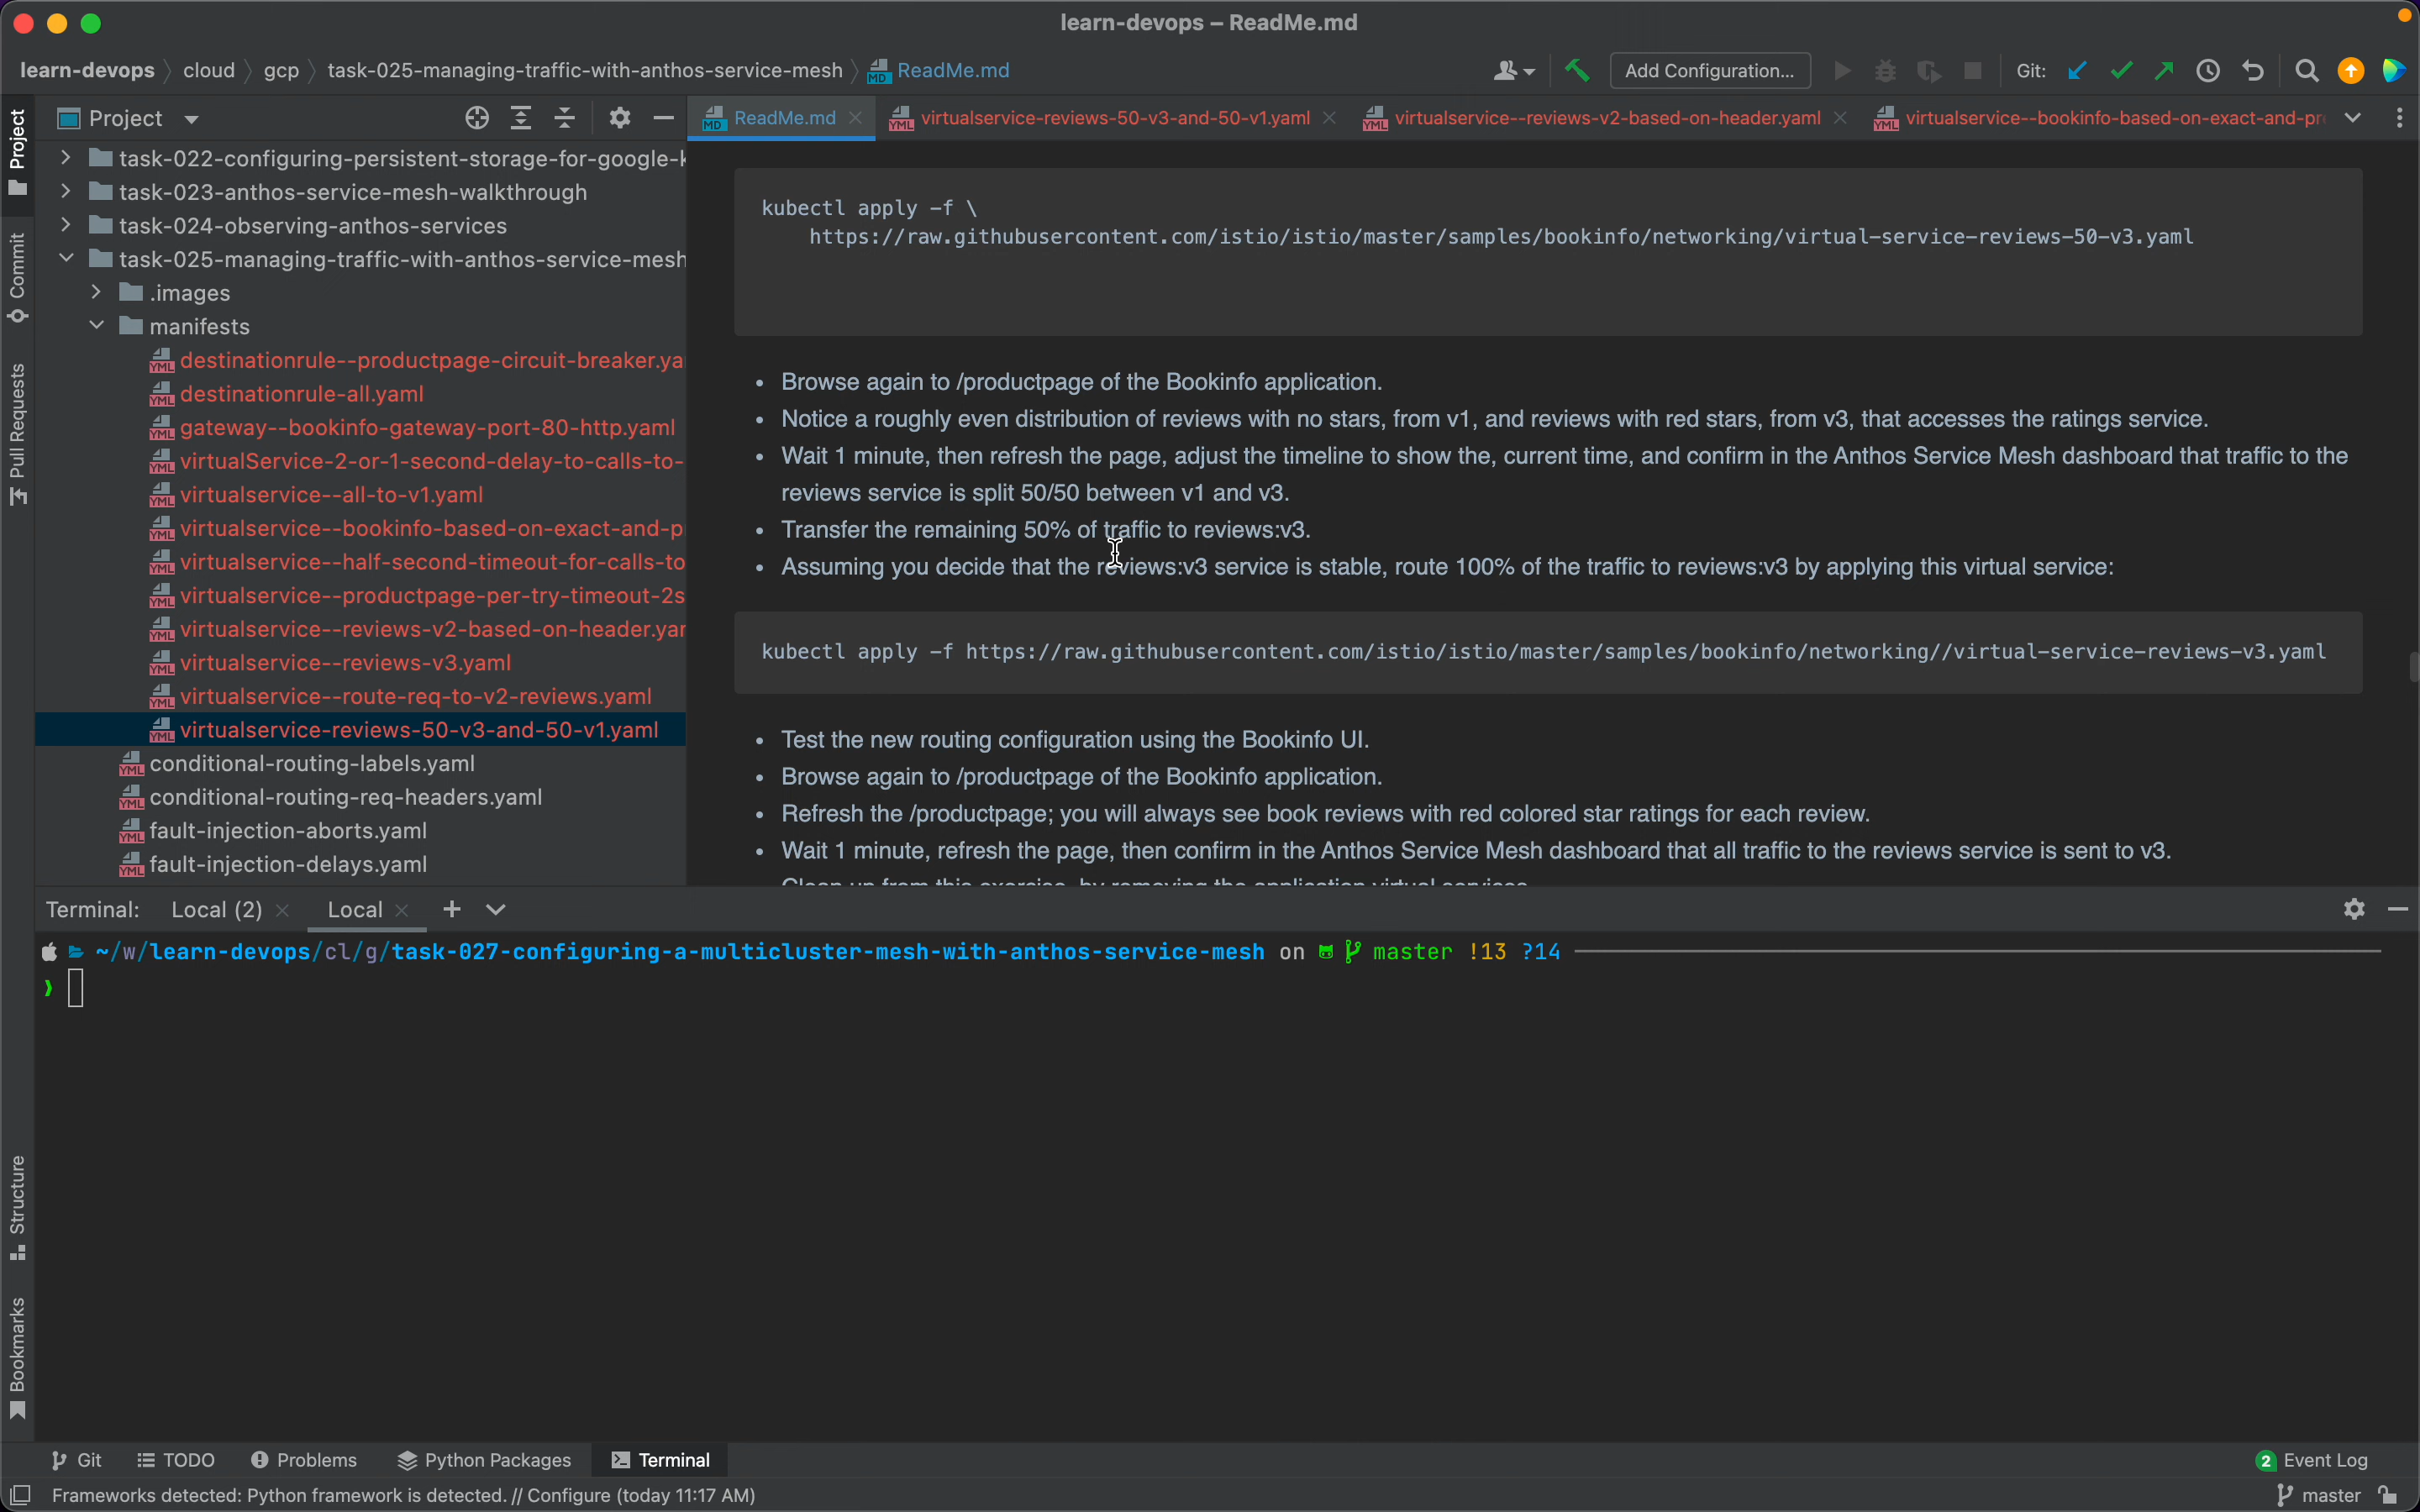 learn-devops – ReadMe.md
learn-devops cloud gcp task-025-managing-traffic-with-anthos-service-mesh ReadMe.md
Add Configuration...
Git:
Project
ReadMe.md
virtualservice-reviews-50-v3-and-50-v1.yaml
virtualservice--reviews-v2-based-on-header.yaml
virtualservice--bookinfo-based-on-exact-and-pr
Project
Commit
Pull Requests
Structure
Bookmarks
task-022-configuring-persistent-storage-for-google-k
task-023-anthos-service-mesh-walkthrough
task-024-observing-anthos-services
task-025-managing-traffic-with-anthos-service-mesh
.images
manifests
destinationrule--productpage-circuit-breaker.ya
destinationrule-all.yaml
gateway--bookinfo-gateway-port-80-http.yaml
virtualService-2-or-1-second-delay-to-calls-to-
virtualservice--all-to-v1.yaml
virtualservice--bookinfo-based-on-exact-and-p
virtualservice--half-second-timeout-for-calls-to
virtualservice--productpage-per-try-timeout-2s
virtualservice--reviews-v2-based-on-header.yar
virtualservice--reviews-v3.yaml
virtualservice--route-req-to-v2-reviews.yaml
virtualservice-reviews-50-v3-and-50-v1.yaml
conditional-routing-labels.yaml
conditional-routing-req-headers.yaml
fault-injection-aborts.yaml
fault-injection-delays.yaml
kubectl apply -f \
https://raw.githubusercontent.com/istio/istio/master/samples/bookinfo/networking/virtual-service-reviews-50-v3.yaml
• Browse again to /productpage of the Bookinfo application.
• Notice a roughly even distribution of reviews with no stars, from v1, and reviews with red stars, from v3, that accesses the ratings service.
• Wait 1 minute, then refresh the page, adjust the timeline to show the, current time, and confirm in the Anthos Service Mesh dashboard that traffic to the
reviews service is split 50/50 between v1 and v3.
• Transfer the remaining 50% of traffic to reviews:v3.
• Assuming you decide that the reviews:v3 service is stable, route 100% of the traffic to reviews:v3 by applying this virtual service:
kubectl apply -f https://raw.githubusercontent.com/istio/istio/master/samples/bookinfo/networking//virtual-service-reviews-v3.yaml
• Test the new routing configuration using the Bookinfo UI.
• Browse again to /productpage of the Bookinfo application.
• Refresh the /productpage; you will always see book reviews with red colored star ratings for each review.
• Wait 1 minute, refresh the page, then confirm in the Anthos Service Mesh dashboard that all traffic to the reviews service is sent to v3.
Clean up from this exercise, by removing the application virtual services.
Terminal: Local (2) Local
~/w/learn-devops/cl/g/task-027-configuring-a-multicluster-mesh-with-anthos-service-mesh on master !13 ?14
❯
Git TODO Problems Python Packages Terminal
2 Event Log
Frameworks detected: Python framework is detected. // Configure (today 11:17 AM)
master